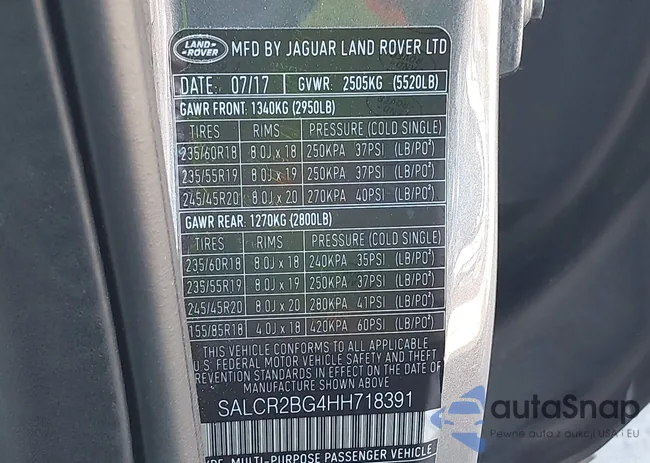 LAND ROVER MFD BY JAGUAR LAND ROVER LTD
DATE: 07/17 GVWR: 2505KG (5520LB)
GAWR FRONT: 1340KG (2950LB)
TIRES RIMS PRESSURE (COLD SINGLE)
235/60R18 8.0J x 18 250KPA 37PSI (LB/PO²)
235/55R19 8.0J x 19 250KPA 37PSI (LB/PO²)
245/45R20 8.0J x 20 270KPA 40PSI (LB/PO²)
GAWR REAR: 1270KG (2800LB)
TIRES RIMS PRESSURE (COLD SINGLE)
235/60R18 8.0J x 18 240KPA 35PSI (LB/PO²)
235/55R19 8.0J x 19 250KPA 37PSI (LB/PO²)
245/45R20 8.0J x 20 280KPA 41PSI (LB/PO²)
155/85R18 4.0J x 18 420KPA 60PSI (LB/PO²)
THIS VEHICLE CONFORMS TO ALL APPLICABLE
U.S. FEDERAL MOTOR VEHICLE SAFETY AND THEFT
PREVENTION STANDARDS IN EFFECT ON THE DATE
OF MANUFACTURE SHOWN ABOVE
SALCR2BG4HH718391
MULTI-PURPOSE PASSENGER VEHICLE
autoSnap
Pewne auta z aukcji USA i EU